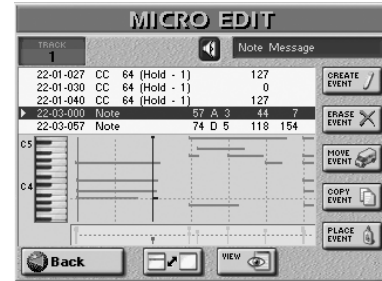 MICRO EDIT
TRACK
1
Note Message
22-01-027 CC 64 (Hold - 1) 127
22-01-030 CC 64 (Hold - 1) 0
22-01-040 CC 64 (Hold - 1) 127
22-03-000 Note 57 A 3 44 7
22-03-057 Note 74 D 5 118 154
CREATE EVENT
ERASE EVENT
MOVE EVENT
COPY EVENT
PLACE EVENT
C5
C4
Back
VIEW